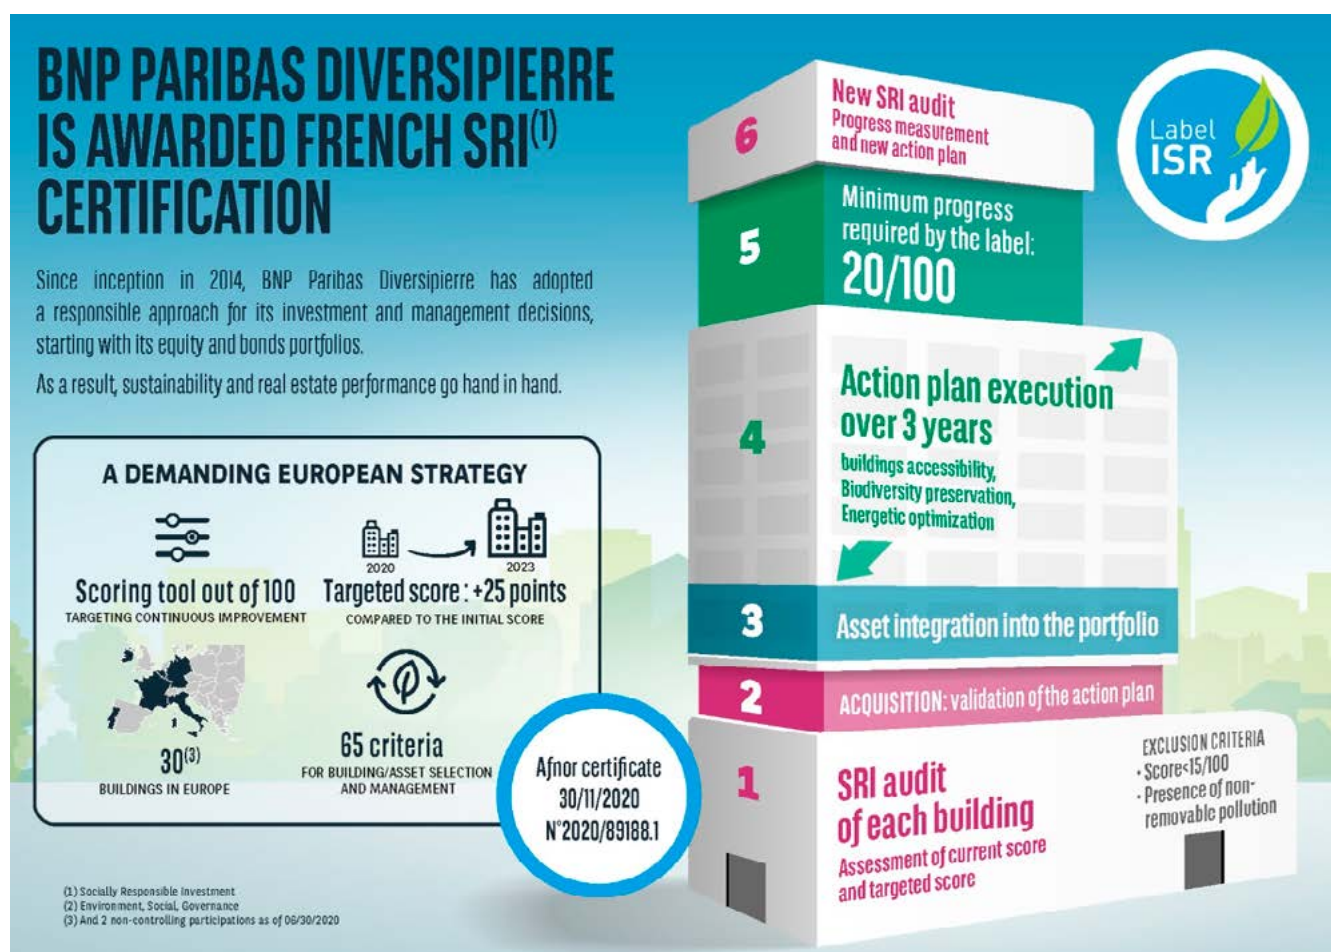 BNP PARIBAS DIVERSIPIERRE
IS AWARDED FRENCH SRI(1)
CERTIFICATION
Since inception in 2014, BNP Paribas Diversipierre has adopted
a responsible approach for its investment and management decisions,
starting with its equity and bonds portfolios.
As a result, sustainability and real estate performance go hand in hand.
A DEMANDING EUROPEAN STRATEGY
Scoring tool out of 100
TARGETING CONTINUOUS IMPROVEMENT
2020
2023
Targeted score : +25 points
COMPARED TO THE INITIAL SCORE
30(3)
BUILDINGS IN EUROPE
65 criteria
FOR BUILDING/ASSET SELECTION
AND MANAGEMENT
Afnor certificate
30/11/2020
N°2020/89188.1
(1) Socially Responsible Investment
(2) Environment, Social, Governance
(3) And 2 non-controlling participations as of 06/30/2020
Label
ISR
6
New SRI audit
Progress measurement
and new action plan
5
Minimum progress
required by the label:
20/100
4
Action plan execution
over 3 years
buildings accessibility,
Biodiversity preservation,
Energetic optimization
3
Asset integration into the portfolio
2
ACQUISITION: validation of the action plan
1
SRI audit
of each building
Assessment of current score
and targeted score
EXCLUSION CRITERIA
· Score<15/100
· Presence of non-
removable pollution